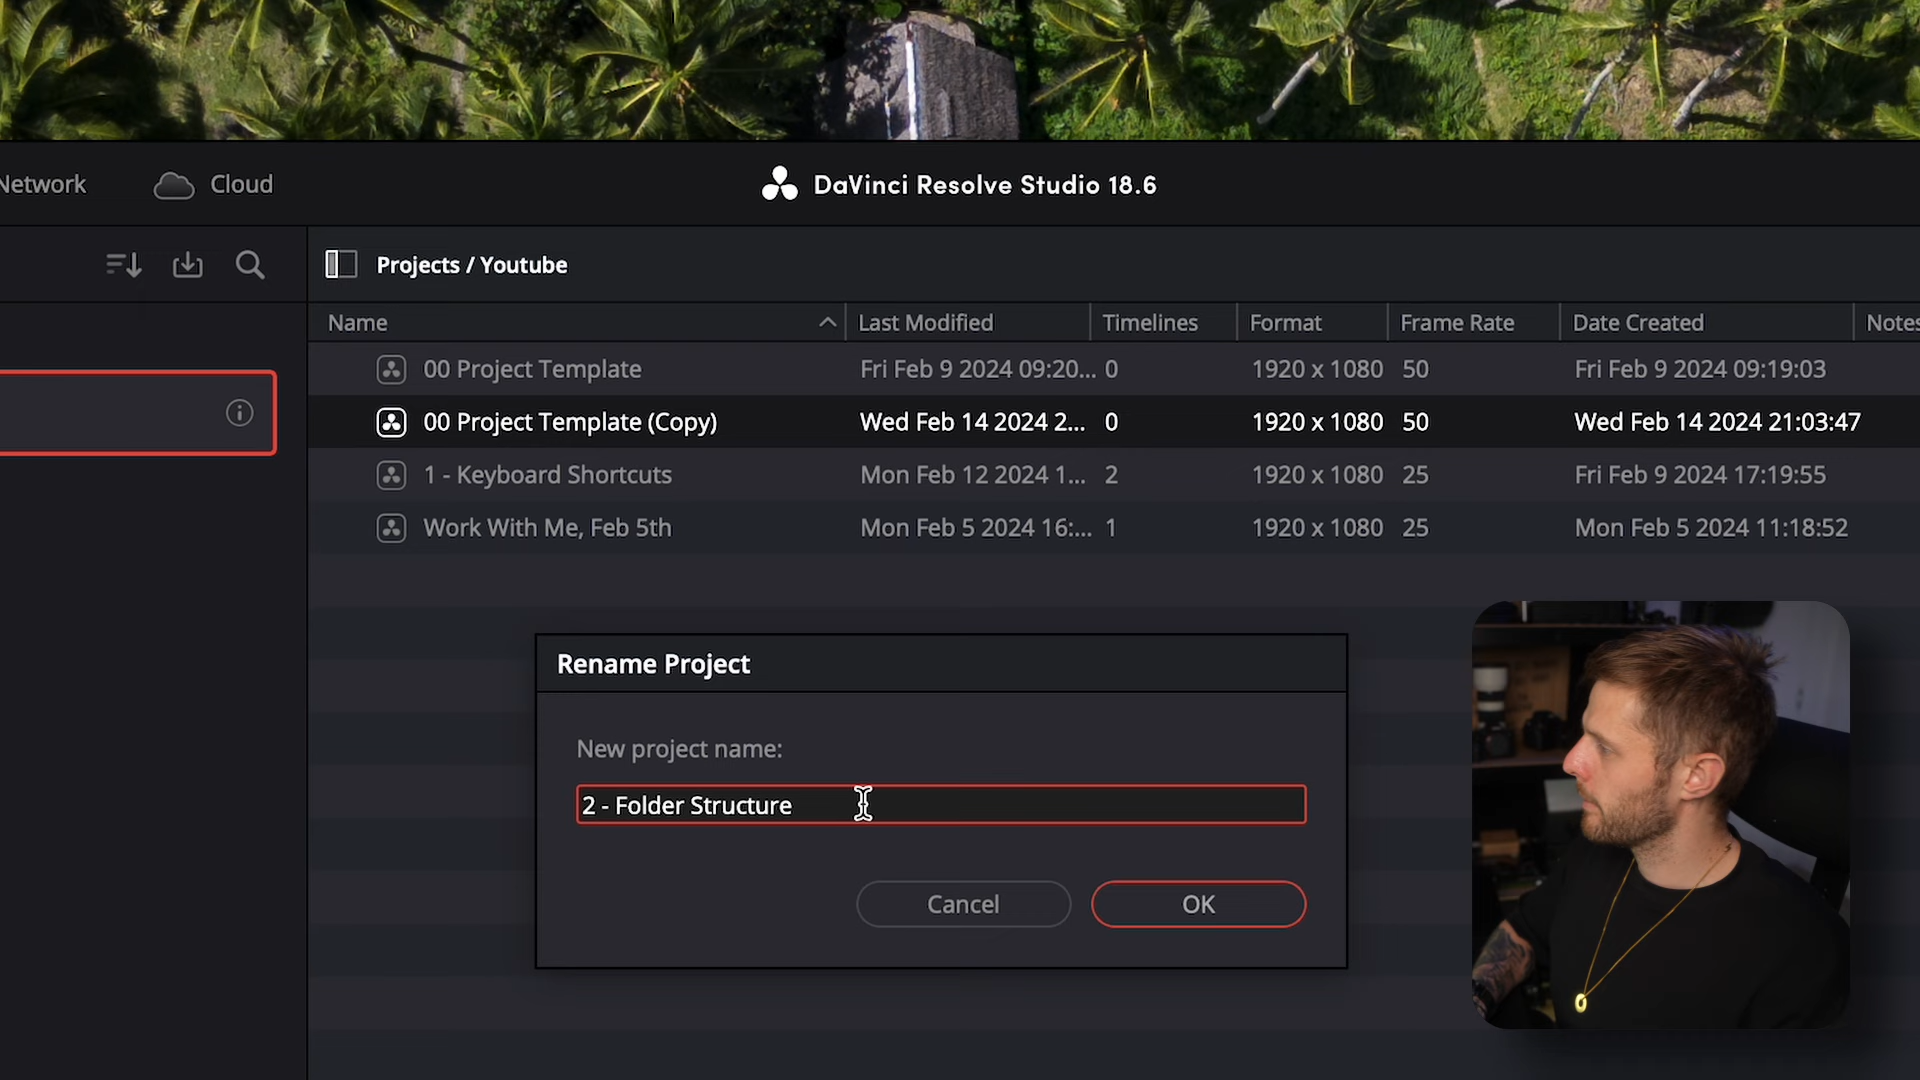 Network
Cloud
DaVinci Resolve Studio 18.6
Projects / Youtube
Name
Last Modified
Timelines
Format
Frame Rate
Date Created
Notes
00 Project Template
Fri Feb 9 2024 09:20...
0
1920 x 1080
50
Fri Feb 9 2024 09:19:03
00 Project Template (Copy)
Wed Feb 14 2024 2...
0
1920 x 1080
50
Wed Feb 14 2024 21:03:47
1 - Keyboard Shortcuts
Mon Feb 12 2024 1...
2
1920 x 1080
25
Fri Feb 9 2024 17:19:55
Work With Me, Feb 5th
Mon Feb 5 2024 16:...
1
1920 x 1080
25
Mon Feb 5 2024 11:18:52
Rename Project
New project name:
2 - Folder Structure
Cancel
OK